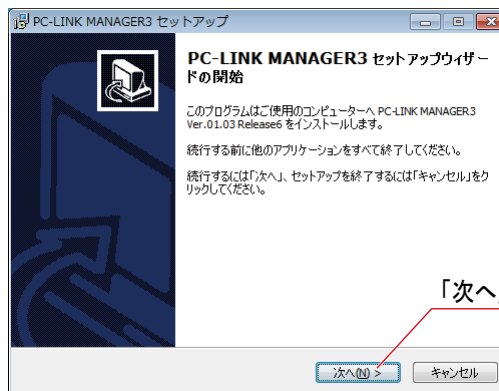 PC-LINK MANAGER3 セットアップ
PC-LINK MANAGER3 セットアップウィザー
ドの開始
このプログラムはご使用のコンピューターへ PC-LINK MANAGER3
Ver.01.03 Release6 をインストールします。
続行する前に他のアプリケーションをすべて終了してください。
続行するには「次へ」、セットアップを終了するには「キャンセル」をク
リックしてください。
「次へ」
次へ(N) >
キャンセル